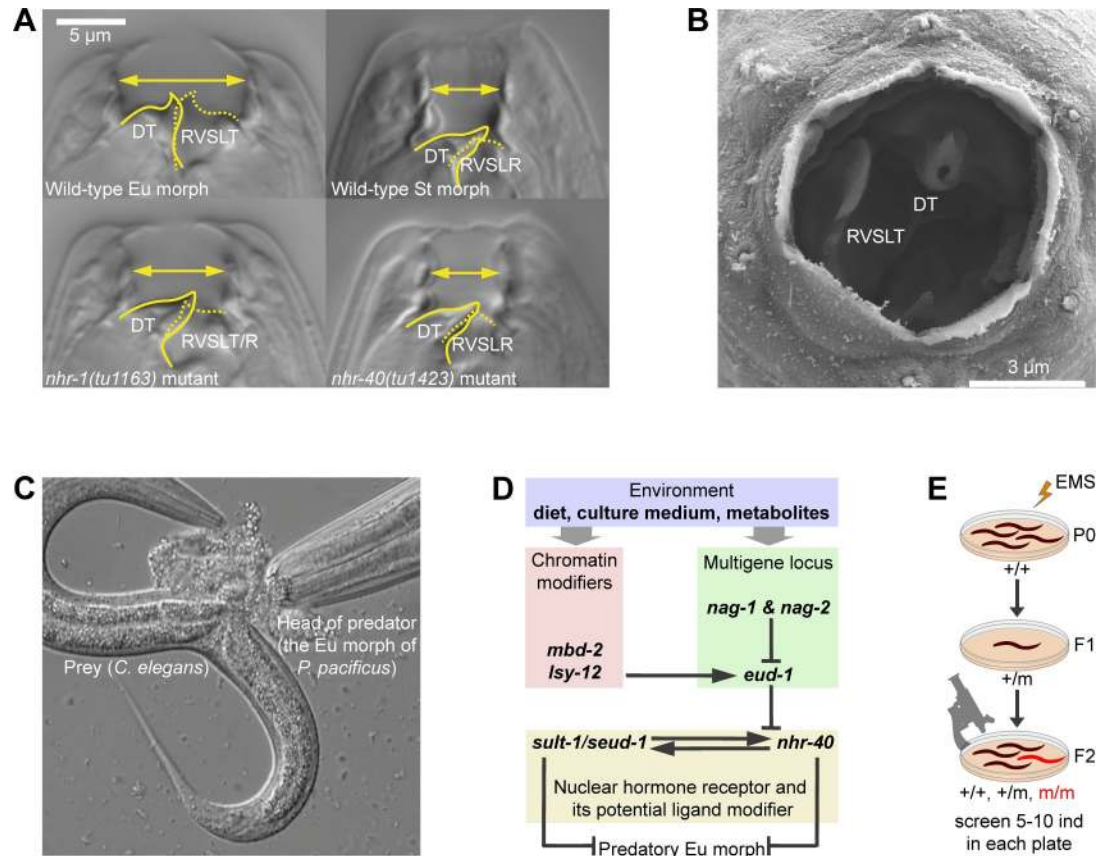 A
5 µm
DT
RVSLT
Wild-type Eu morph
DT
RVSLR
Wild-type St morph
DT
RVSLT/R
nhr-1(tu1163) mutant
DT
RVSLR
nhr-40(tu1423) mutant
B
DT
RVSLT
3 µm
C
Prey (C. elegans)
Head of predator
(the Eu morph of
P. pacificus)
D
Environment
diet, culture medium, metabolites
Chromatin
modifiers
mbd-2
lsy-12
Multigene locus
nag-1 & nag-2
eud-1
sult-1/seud-1
nhr-40
Nuclear hormone receptor and
its potential ligand modifier
Predatory Eu morph
E
EMS
P0
+/+
F1
+/m
F2
+/+, +/m, m/m
screen 5-10 ind
in each plate